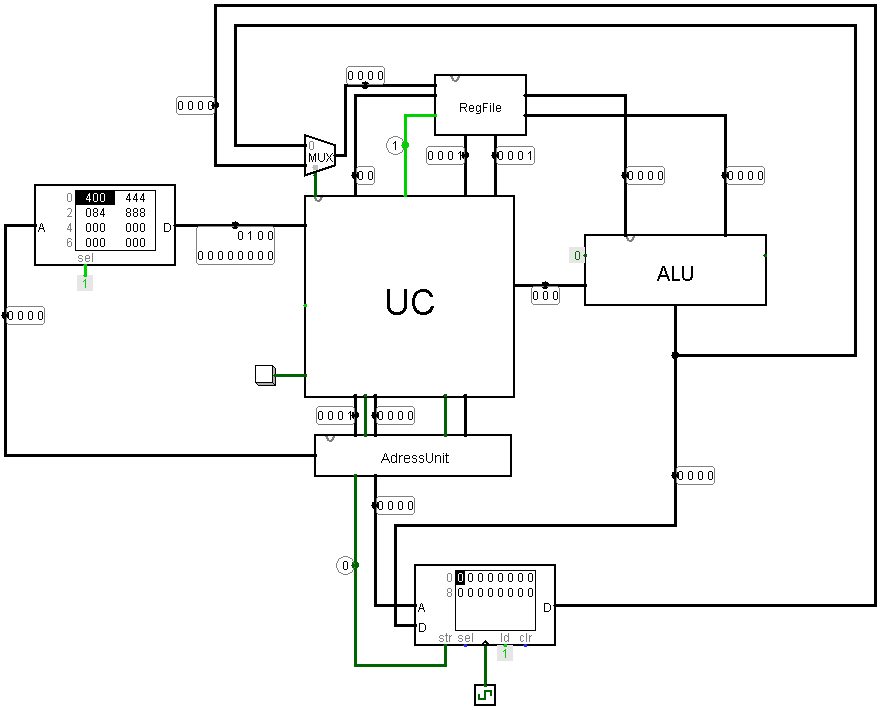 0000
0000
RegFile
0
MUX
1
0001
0001
00
0000
0000
0 400 444
2 084 888
4 000 000
6 000 000
A
D
sel
1
0100
00000000
UC
0
ALU
000
0000
0001
0000
AdressUnit
0000
0000
0
0 00000000
8 00000000
A
D
D
str sel ld clr
1